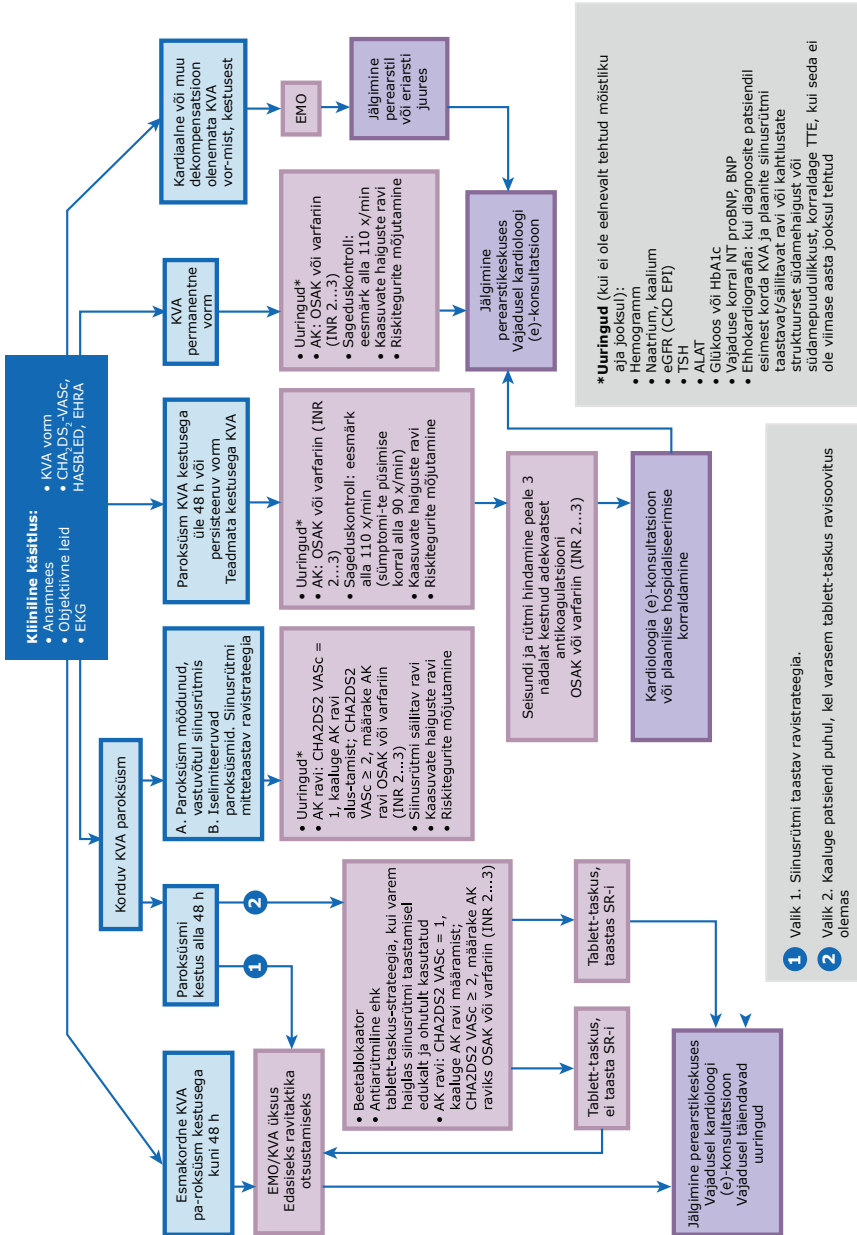 Kliiniline käsitlus:
• Anamnees
• Objektiivne leid
• EKG
• KVA vorm
• CHA₂DS₂-VASc,
HASBLED, EHRA
Esmakordne KVA
pa-roksüsm kestusega
kuni 48 h
Korduv KVA paroksüsm
Paroksüsmi
kestus alla 48 h
A. Paroksüsm möödunud,
vastuvõtul siinusrütmis
B. Iselimiteeruvad
paroksüsmid. Siinusrütmi
mittetaastav ravistrateegia
Paroksüsm KVA kestusega
üle 48 h või
persisteeruv vorm
Teadmata kestusega KVA
KVA
permanentne
vorm
Kardiaalne või muu
dekompensatsioon
olenemata KVA
vor-mist, kestusest
1
2
EMO/KVA üksus
Edasiseks ravitaktika
otsustamiseks
• Beetablokaator
• Antiarütmiline ehk
tablett-taskus-strateegia, kui varem
haiglas siinusrütmi taastamisel
edukalt ja ohutult kasutatud
• AK ravi: CHA2DS2 VASc = 1,
kaaluge AK ravi määramist;
CHA2DS2 VASc ≥ 2, määrake AK
raviks OSAK või varfariin (INR 2...3)
• Uuringud*
• AK ravi: CHA2DS2 VASc =
1, kaaluge AK ravi
alus-tamist; CHA2DS2
VASc ≥ 2, määrake AK
ravi OSAK või varfariin
(INR 2...3)
• Siinusrütmi säilitav ravi
• Kaasuvate haiguste ravi
• Riskitegurite mõjutamine
• Uuringud*
• AK: OSAK või varfariin (INR
2...3)
• Sageduskontroll: eesmärk
alla 110 x/min
(sümptomi-te püsimise
korral alla 90 x/min)
• Kaasuvate haiguste ravi
• Riskitegurite mõjutamine
• Uuringud*
• AK: OSAK või varfariin
(INR 2...3)
• Sageduskontroll:
eesmärk alla 110 x/min
• Kaasuvate haiguste ravi
• Riskitegurite mõjutamine
EMO
Jälgimine
perearstil
või eriarsti
juures
Tablett-taskus,
ei taasta SR-i
Tablett-taskus,
taastas SR-i
Seisundi ja rütmi hindamine peale 3
nädalat kestnud adekvaatset
antikoagulatsiooni
OSAK või varfariin (INR 2...3)
Jälgimine
perearstikeskuses
Vajadusel kardioloogi
(e)-konsultatsioon
Kardioloogia (e)-konsultatsioon
või plaanilise hospitaliseerimise
korraldamine
Jälgimine perearstikeskuses
Vajadusel kardioloogi
(e)-konsultatsioon
Vajadusel täiendavad
uuringud
1 Valik 1. Siinusrütmi taastav ravistrateegia.
2 Valik 2. Kaaluge patsiendi puhul, kel varasem tablett-taskus ravisoovitus
olemas
*Uuringud (kui ei ole eelnevalt tehtud mõistliku
aja jooksul):
• Hemogramm
• Naatrium, kaalium
• eGFR (CKD EPI)
• TSH
• ALAT
• Glükoos või HbA1c
• Vajaduse korral NT proBNP, BNP
• Ehhokardiograafia: kui diagnoosite patsiendil
esimest korda KVA ja plaanite siinusrütmi
taastavat/säilitavat ravi või kahtlustate
struktuurset südamehaigust või
südamepuudulikkust, korraldage TTE, kui seda ei
ole viimase aasta jooksul tehtud